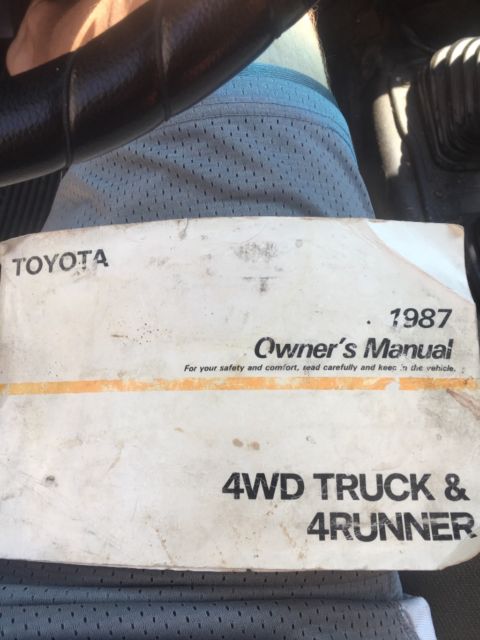 TOYOTA
1987
Owner's Manual
For your safety and comfort, read carefully and keep in the vehicle.
4WD TRUCK &
4RUNNER